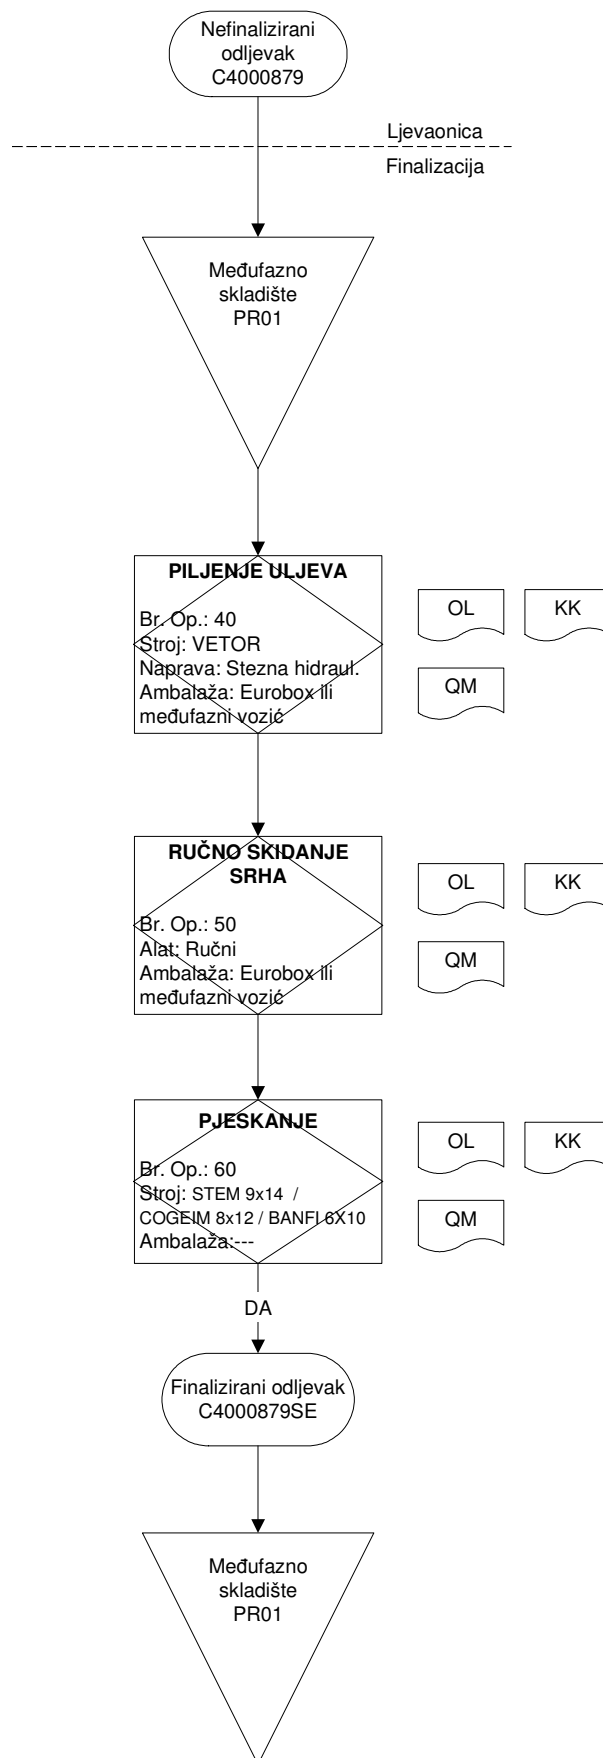 Nefinalizirani
odljevak
C4000879
Ljevaonica
Finalizacija
Međufazno
skladište
PR01
PILJENJE ULJEVA
Br. Op.: 40
Stroj: VETOR
Naprava: Stezna hidraul.
Ambalaža: Eurobox ili
međufazni vozić
OL
KK
QM
RUČNO SKIDANJE
SRHA
Br. Op.: 50
Alat: Ručni
Ambalaža: Eurobox ili
međufazni vozić
OL
KK
QM
PJESKANJE
Br. Op.: 60
Stroj: STEM 9x14 /
COGEIM 8x12 / BANFI 6X10
Ambalaža:---
OL
KK
QM
DA
Finalizirani odljevak
C4000879SE
Međufazno
skladište
PR01